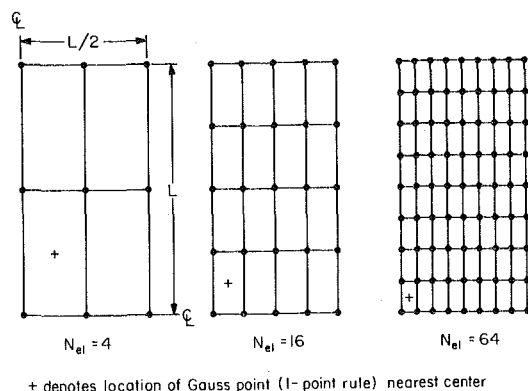 ℄
L/2
L
℄
+
+
+
N_el = 4
N_el = 16
N_el = 64
+ denotes location of Gauss point (1-point rule) nearest center